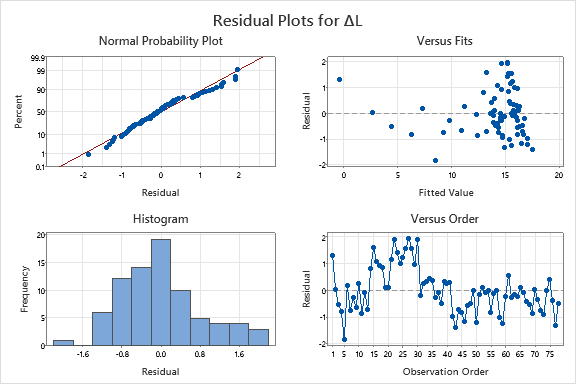 Residual Plots for ΔL
Normal Probability Plot
Versus Fits
99.9
99
90
50
10
1
0.1
Percent
-2
-1
0
1
2
Residual
2
1
0
-1
-2
Residual
0
5
10
15
20
Fitted Value
Histogram
Versus Order
20
15
10
5
0
Frequency
-1.6
-0.8
0.0
0.8
1.6
Residual
2
1
0
-1
-2
Residual
1 5 10 15 20 25 30 35 40 45 50 55 60 65 70 75
Observation Order